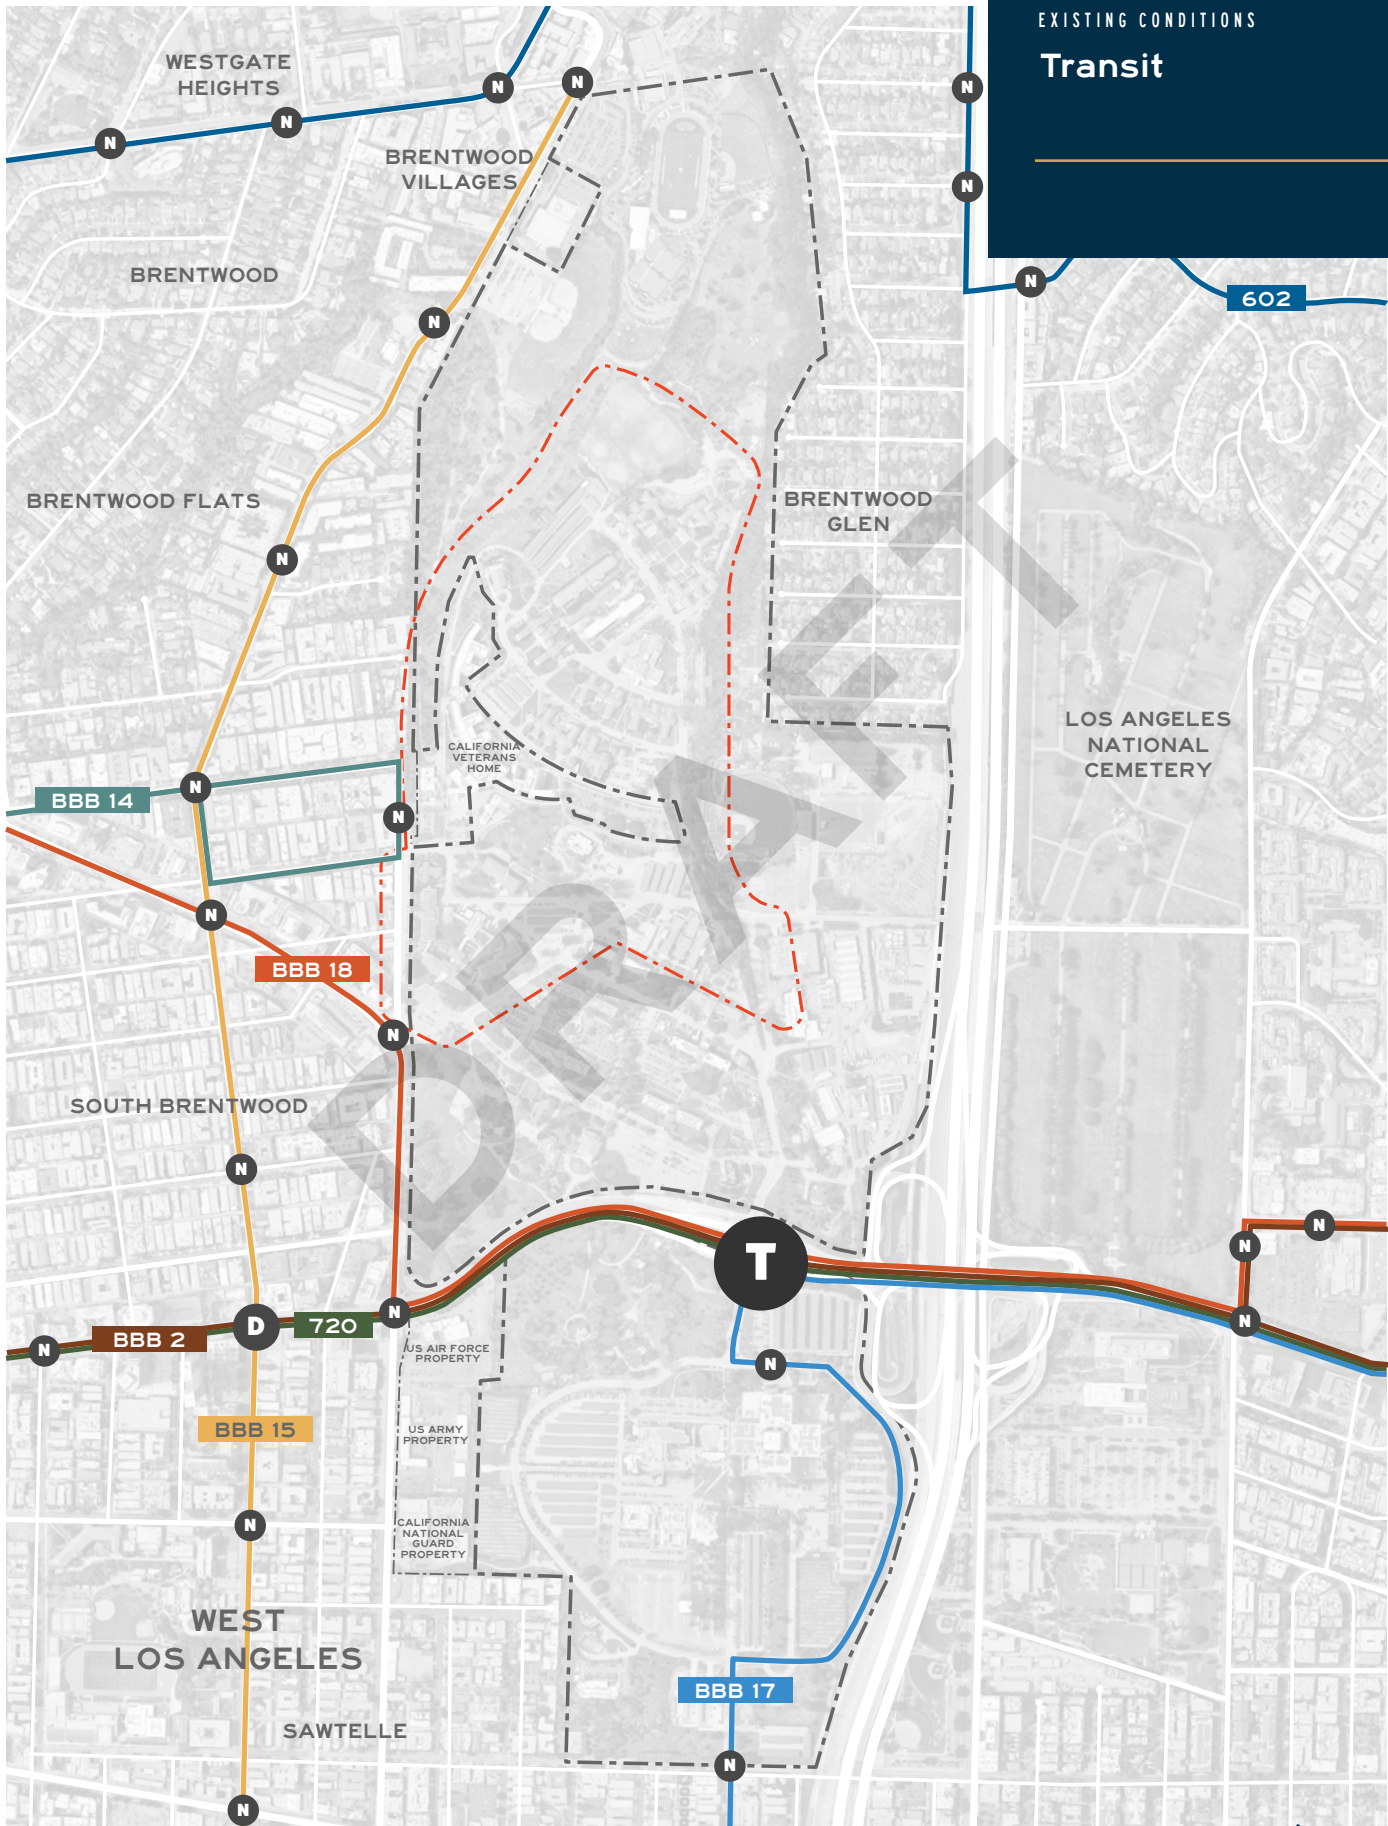 EXISTING CONDITIONS
Transit
WESTGATE
HEIGHTS
N
N
N
N
N
BRENTWOOD
VILLAGES
N
BRENTWOOD
N
602
N
BRENTWOOD FLATS
BRENTWOOD
GLEN
N
LOS ANGELES
NATIONAL
CEMETERY
CALIFORNIA
VETERANS
HOME
BBB 14
N
N
N
BBB 18
N
DRAFT
SOUTH BRENTWOOD
N
N
N
T
N
BBB 2
D
720
N
N
US AIR FORCE
PROPERTY
N
BBB 15
US ARMY
PROPERTY
N
CALIFORNIA
NATIONAL
GUARD
PROPERTY
WEST
LOS ANGELES
BBB 17
SAWTELLE
N
N